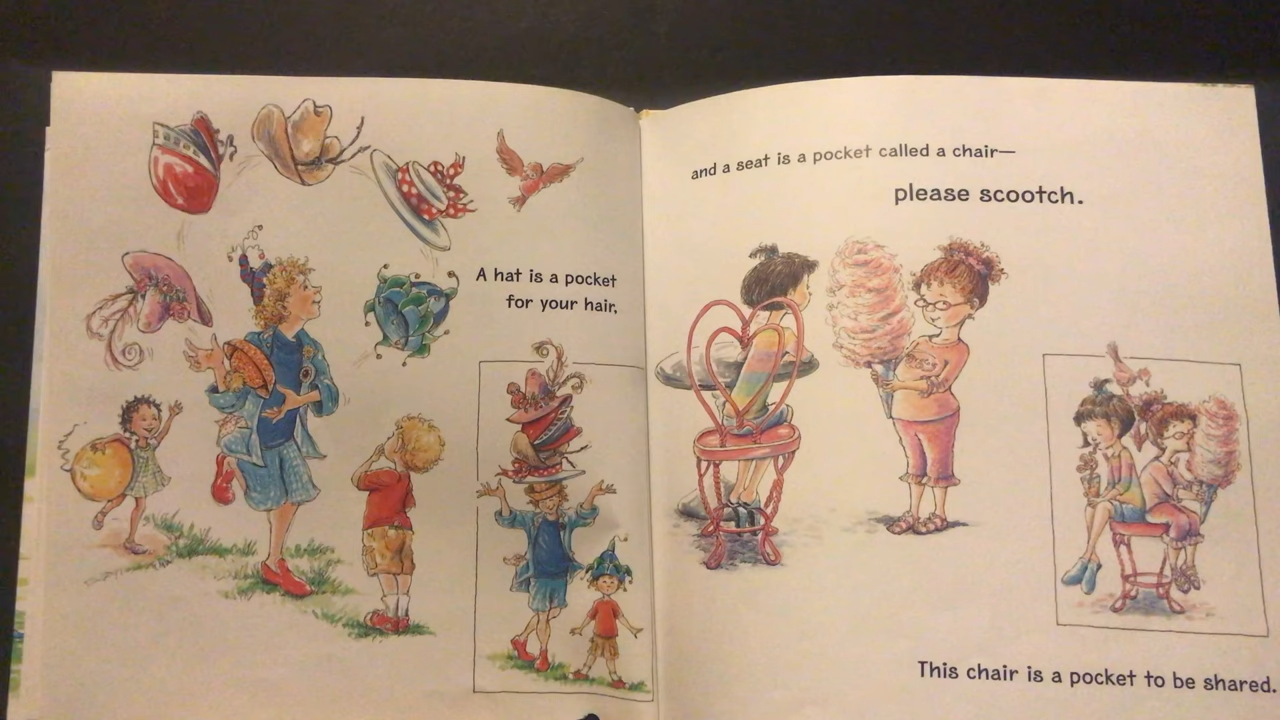 A hat is a pocket
for your hair,
and a seat is a pocket called a chair—
please scootch.
This chair is a pocket to be shared.